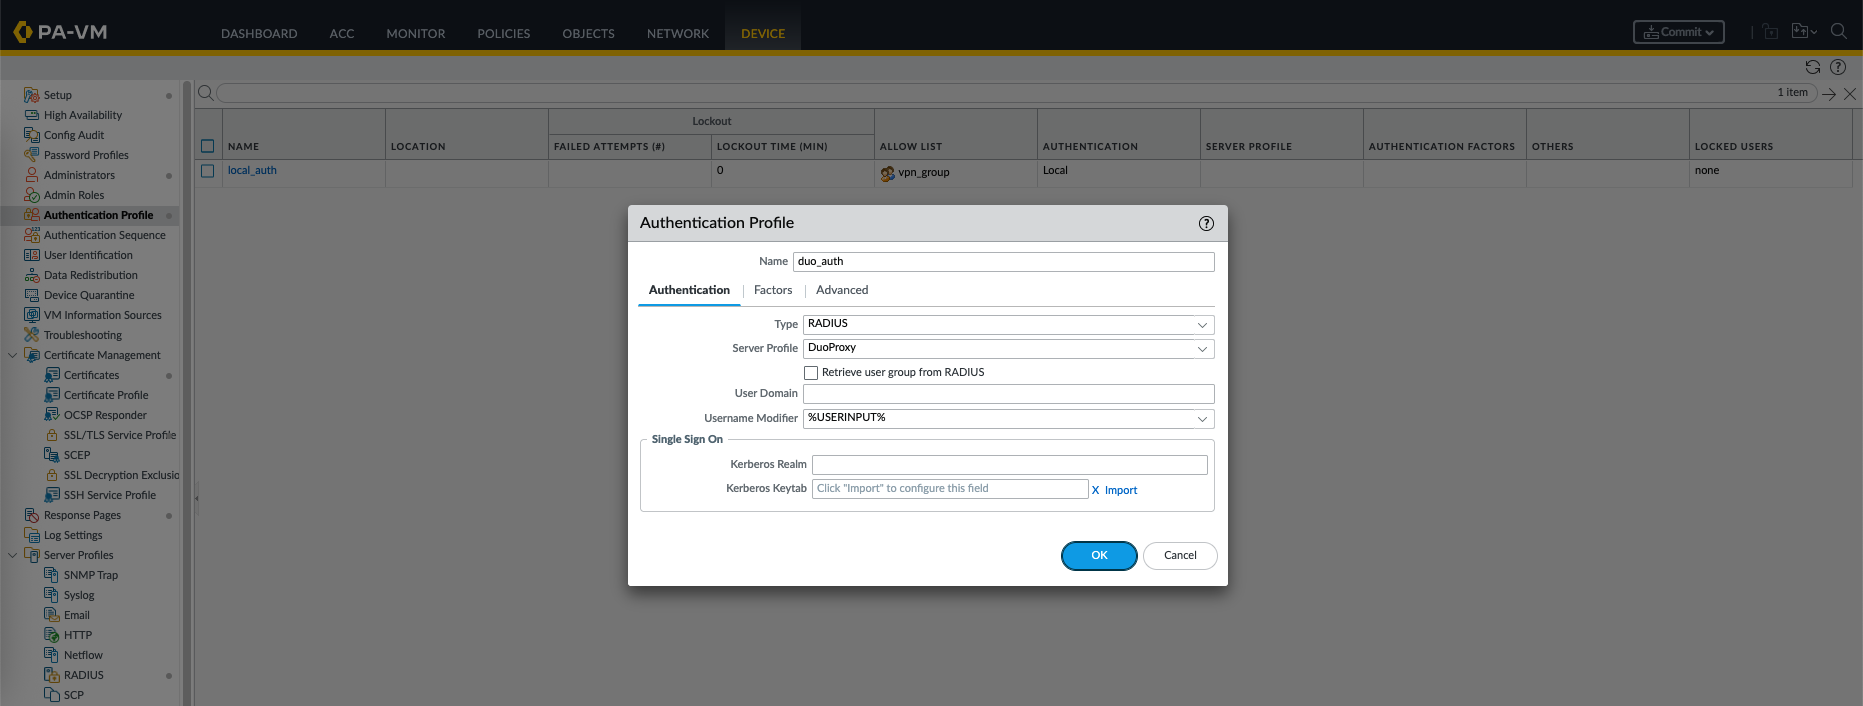 PA-VM
DASHBOARD ACC MONITOR POLICIES OBJECTS NETWORK DEVICE
Commit
1 item
Setup
High Availability
Config Audit
Password Profiles
Administrators
Admin Roles
Authentication Profile
Authentication Sequence
User Identification
Data Redistribution
Device Quarantine
VM Information Sources
Troubleshooting
Certificate Management
Certificates
Certificate Profile
OCSP Responder
SSL/TLS Service Profile
SCEP
SSL Decryption Exclusio
SSH Service Profile
Response Pages
Log Settings
Server Profiles
SNMP Trap
Syslog
Email
HTTP
Netflow
RADIUS
SCP
Lockout
NAME LOCATION FAILED ATTEMPTS (#) LOCKOUT TIME (MIN) ALLOW LIST AUTHENTICATION SERVER PROFILE AUTHENTICATION FACTORS OTHERS LOCKED USERS
local_auth 0 vpn_group Local none
Authentication Profile ?
Name duo_auth
Authentication Factors Advanced
Type RADIUS
Server Profile DuoProxy
Retrieve user group from RADIUS
User Domain
Username Modifier %USERINPUT%
Single Sign On
Kerberos Realm
Kerberos Keytab Click "Import" to configure this field X Import
OK Cancel